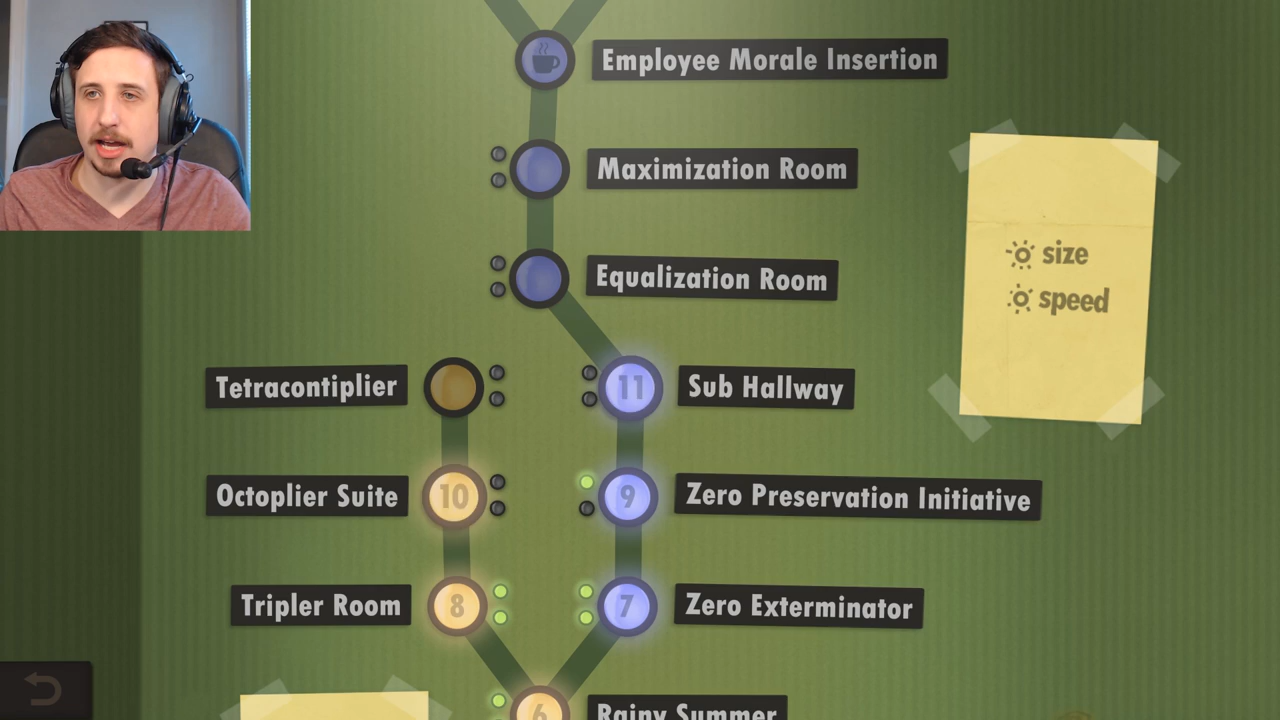 Employee Morale Insertion
Maximization Room
Equalization Room
size
speed
Tetracontiplier
11
Sub Hallway
Octoplier Suite
10
9
Zero Preservation Initiative
Tripler Room
8
7
Zero Exterminator
6
Rainy Summer